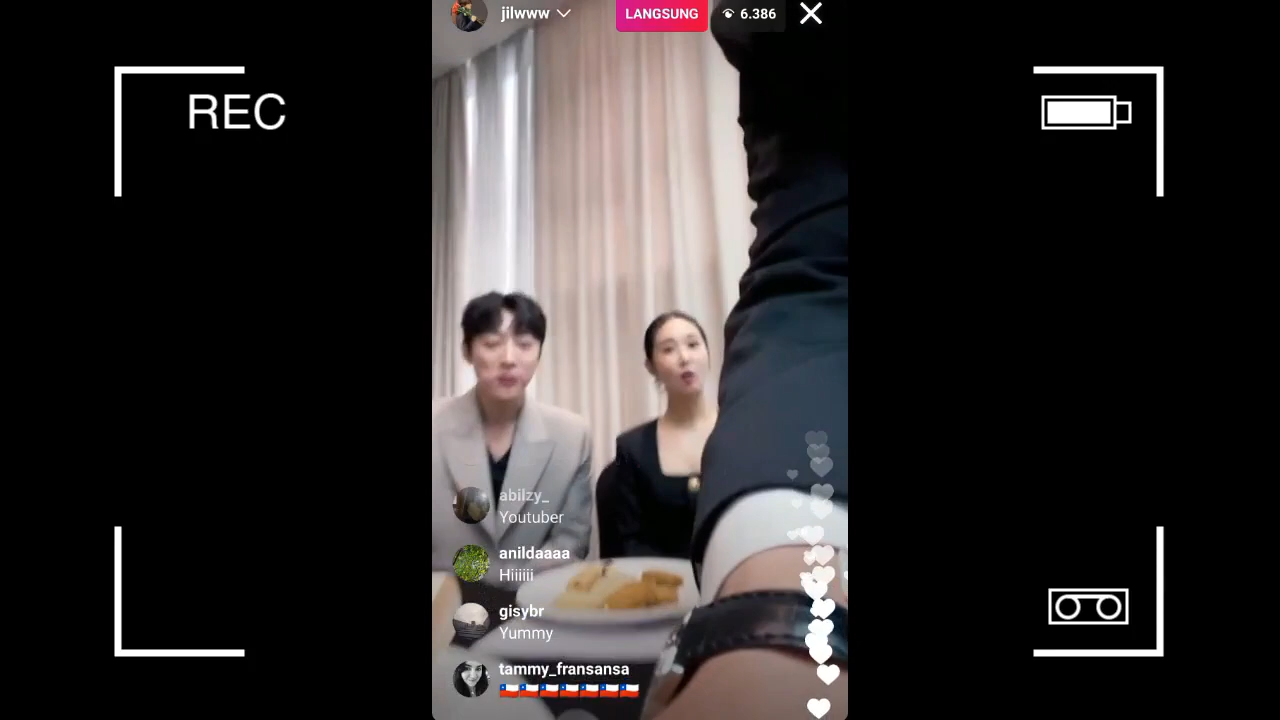 jilwww
LANGSUNG
6.386
REC
abilzy_
Youtuber
anildaaaa
Hiiiiii
gisybr
Yummy
tammy_fransansa
🇨🇱🇨🇱🇨🇱🇨🇱🇨🇱🇨🇱🇨🇱